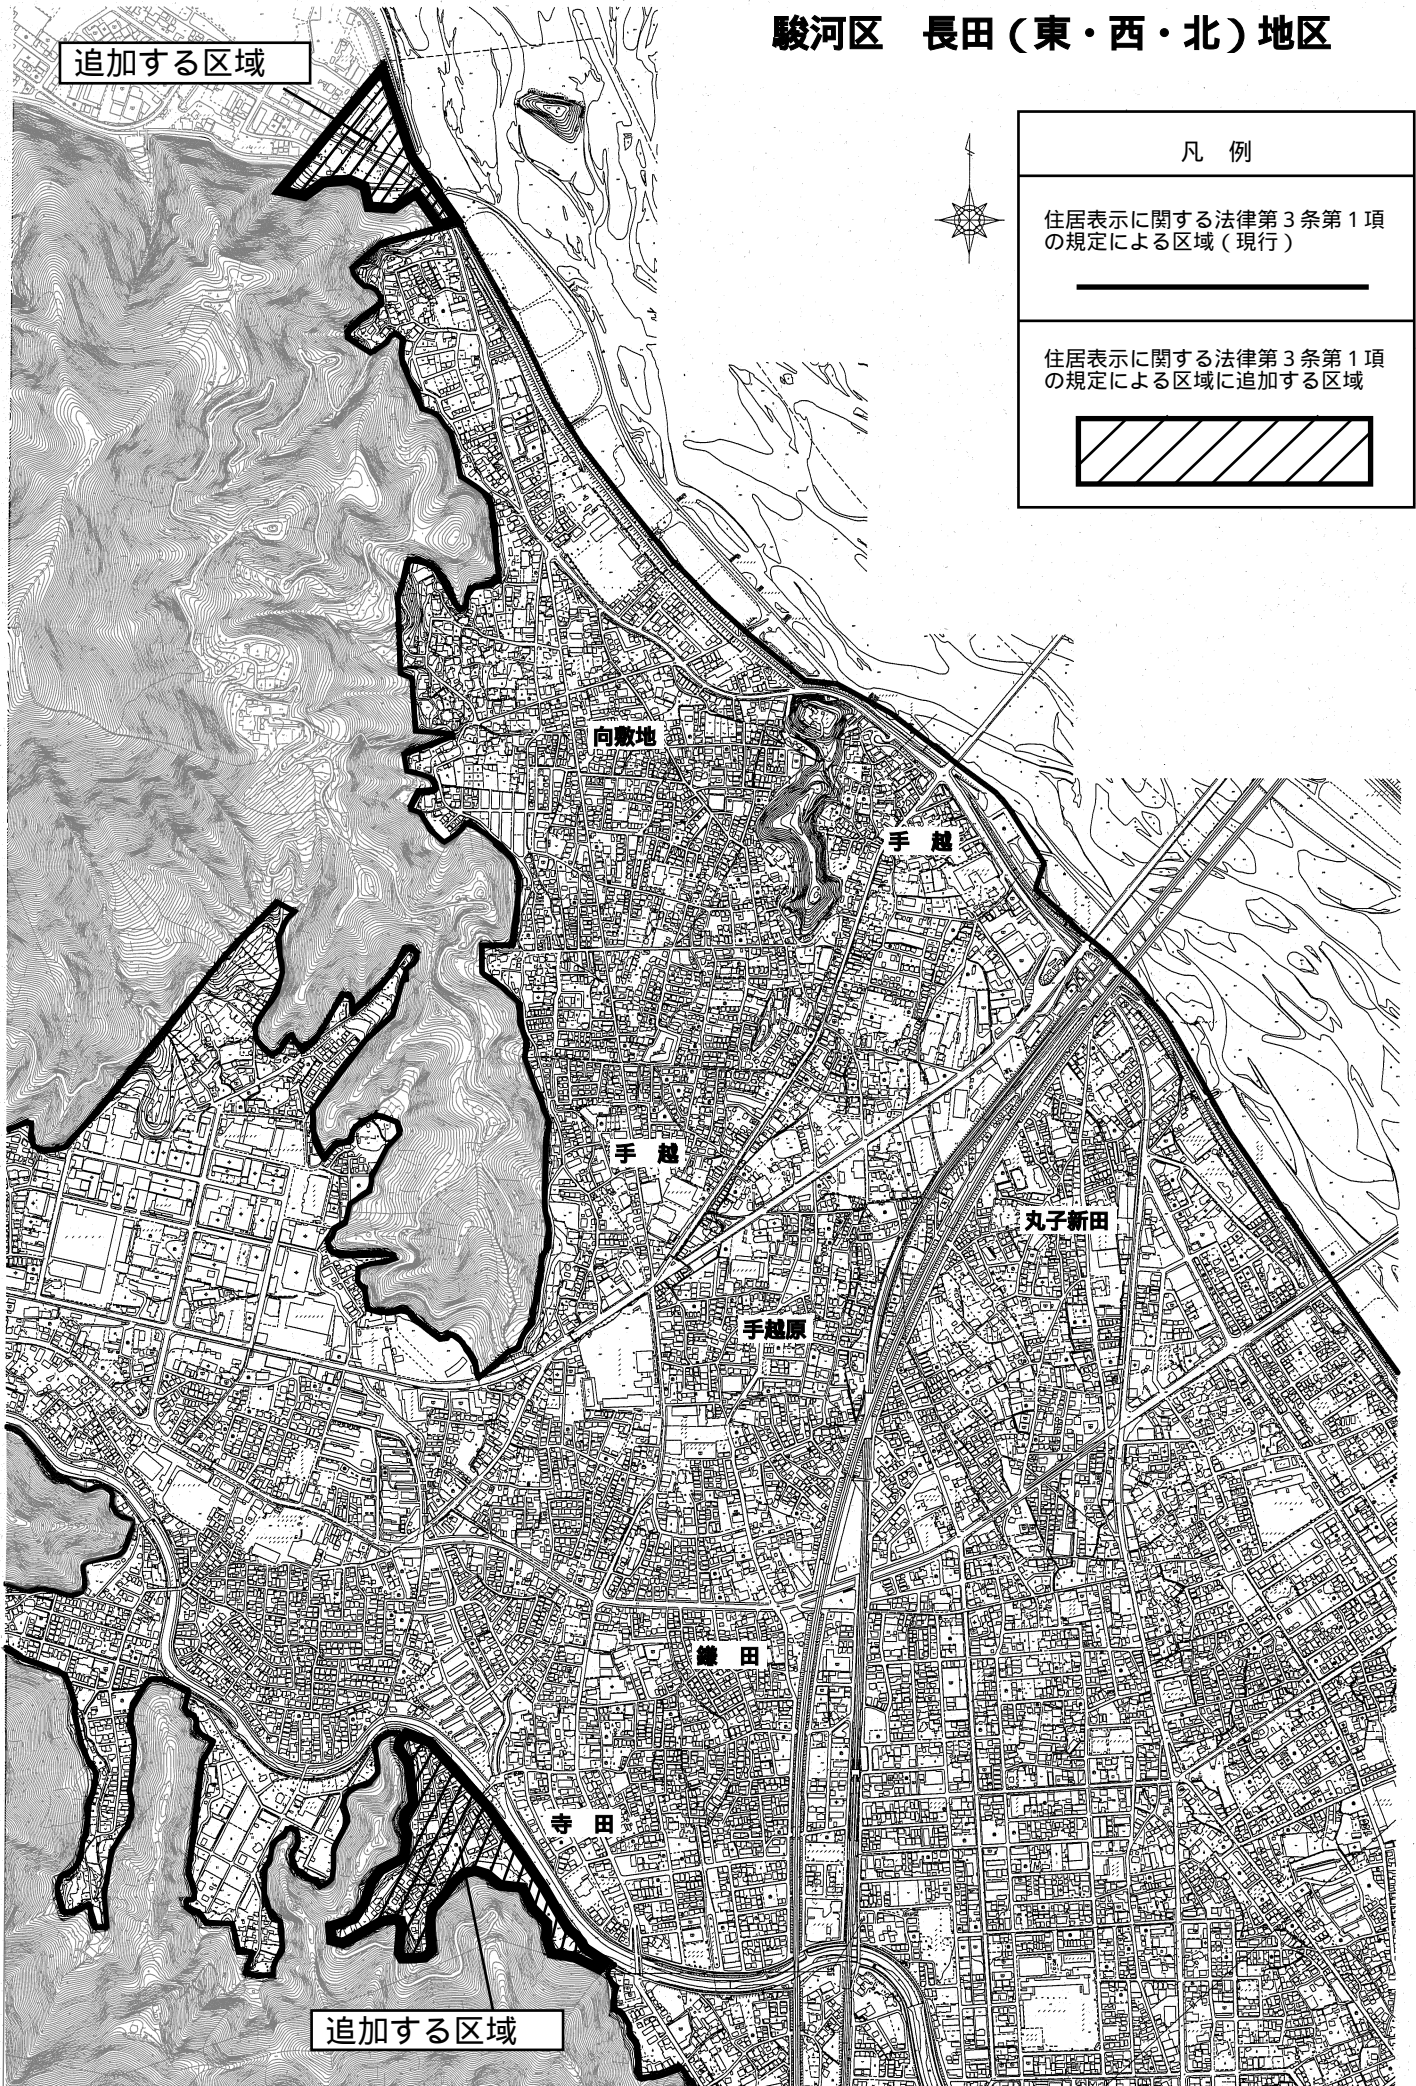 駿河区　長田（東・西・北）地区
追加する区域
凡　例
住居表示に関する法律第３条第１項
の規定による区域（現行）
住居表示に関する法律第３条第１項
の規定による区域に追加する区域
向敷地
手　越
手　越
丸子新田
手越原
鎌　田
寺　田
追加する区域